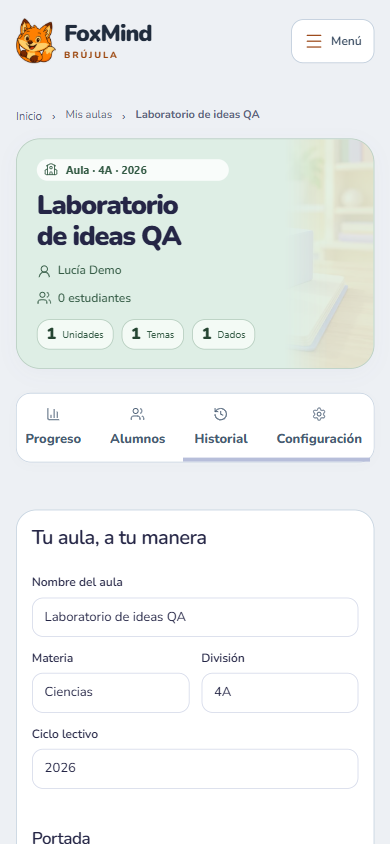 FoxMind
BRÚJULA
Menú
Inicio › Mis aulas › Laboratorio de ideas QA
Aula · 4A · 2026
Laboratorio
de ideas QA
Lucía Demo
0 estudiantes
1 Unidades 1 Temas 1 Dados
Progreso Alumnos Historial Configuración
Tu aula, a tu manera
Nombre del aula
Laboratorio de ideas QA
Materia División
Ciencias 4A
Ciclo lectivo
2026
Portada